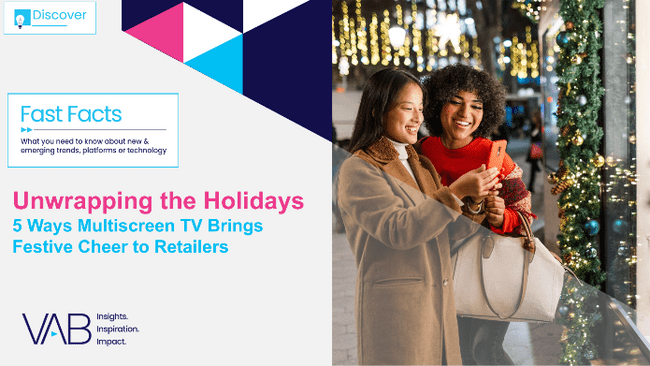 Discover
Fast Facts
What you need to know about new &
emerging trends, platforms or technology
Unwrapping the Holidays
5 Ways Multiscreen TV Brings
Festive Cheer to Retailers
VAB
Insights.
Inspiration.
Impact.